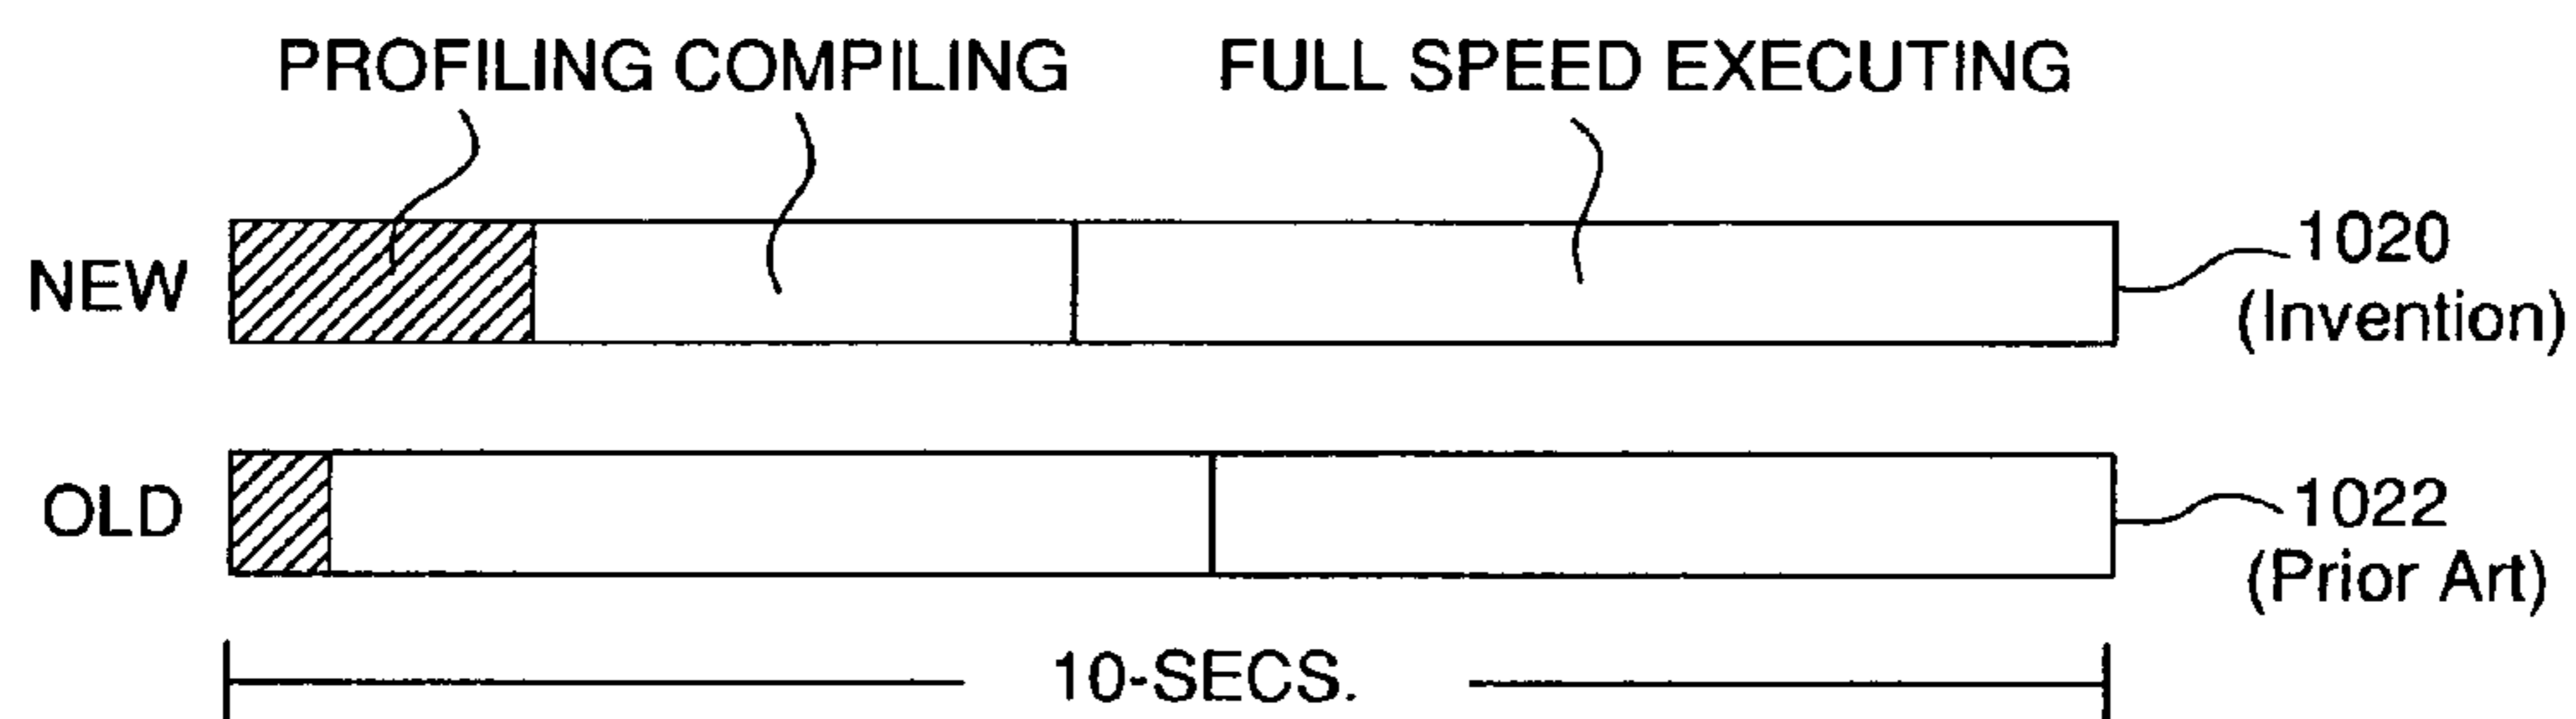 PROFILING COMPILING FULL SPEED EXECUTING
NEW
1020
(Invention)
OLD
1022
(Prior Art)
10-SECS.